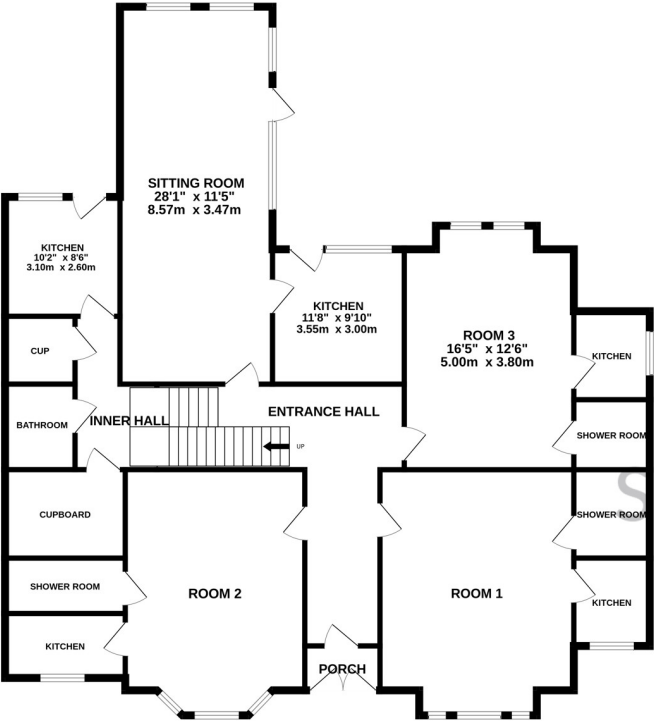 SITTING ROOM
28'1" x 11'5"
8.57m x 3.47m
KITCHEN
10'2" x 8'6"
3.10m x 2.60m
KITCHEN
11'8" x 9'10"
3.55m x 3.00m
ROOM 3
16'5" x 12'6"
5.00m x 3.80m
KITCHEN
CUP
BATHROOM
INNER HALL
ENTRANCE HALL
UP
SHOWER ROOM
CUPBOARD
SHOWER ROOM
SHOWER ROOM
ROOM 2
ROOM 1
KITCHEN
KITCHEN
PORCH
S